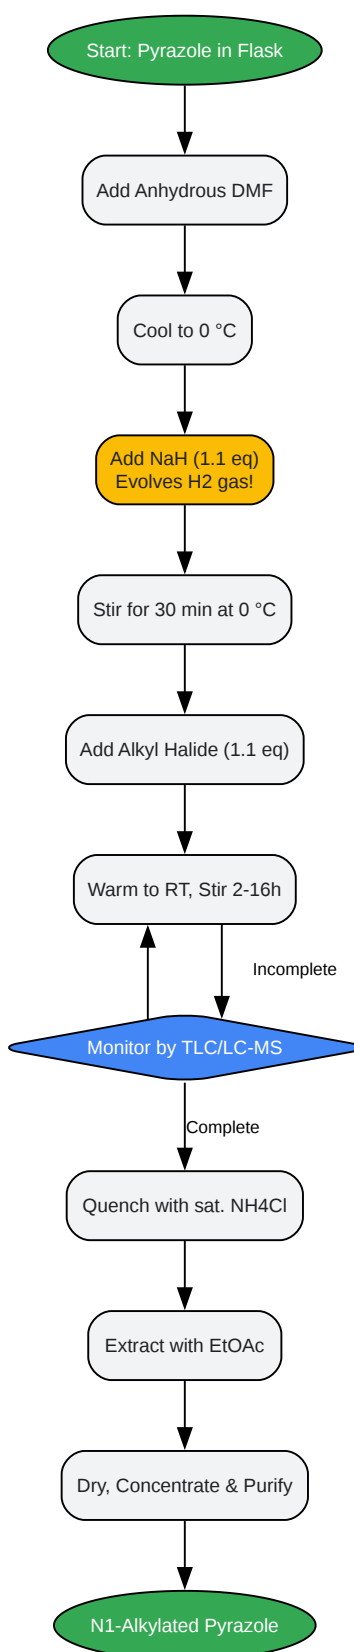 Start: Pyrazole in Flask
Add Anhydrous DMF
Cool to 0 °C
Add NaH (1.1 eq)
Evolves H2 gas!
Stir for 30 min at 0 °C
Add Alkyl Halide (1.1 eq)
Warm to RT, Stir 2-16h
Incomplete
Monitor by TLC/LC-MS
Complete
Quench with sat. NH4Cl
Extract with EtOAc
Dry, Concentrate & Purify
N1-Alkylated Pyrazole